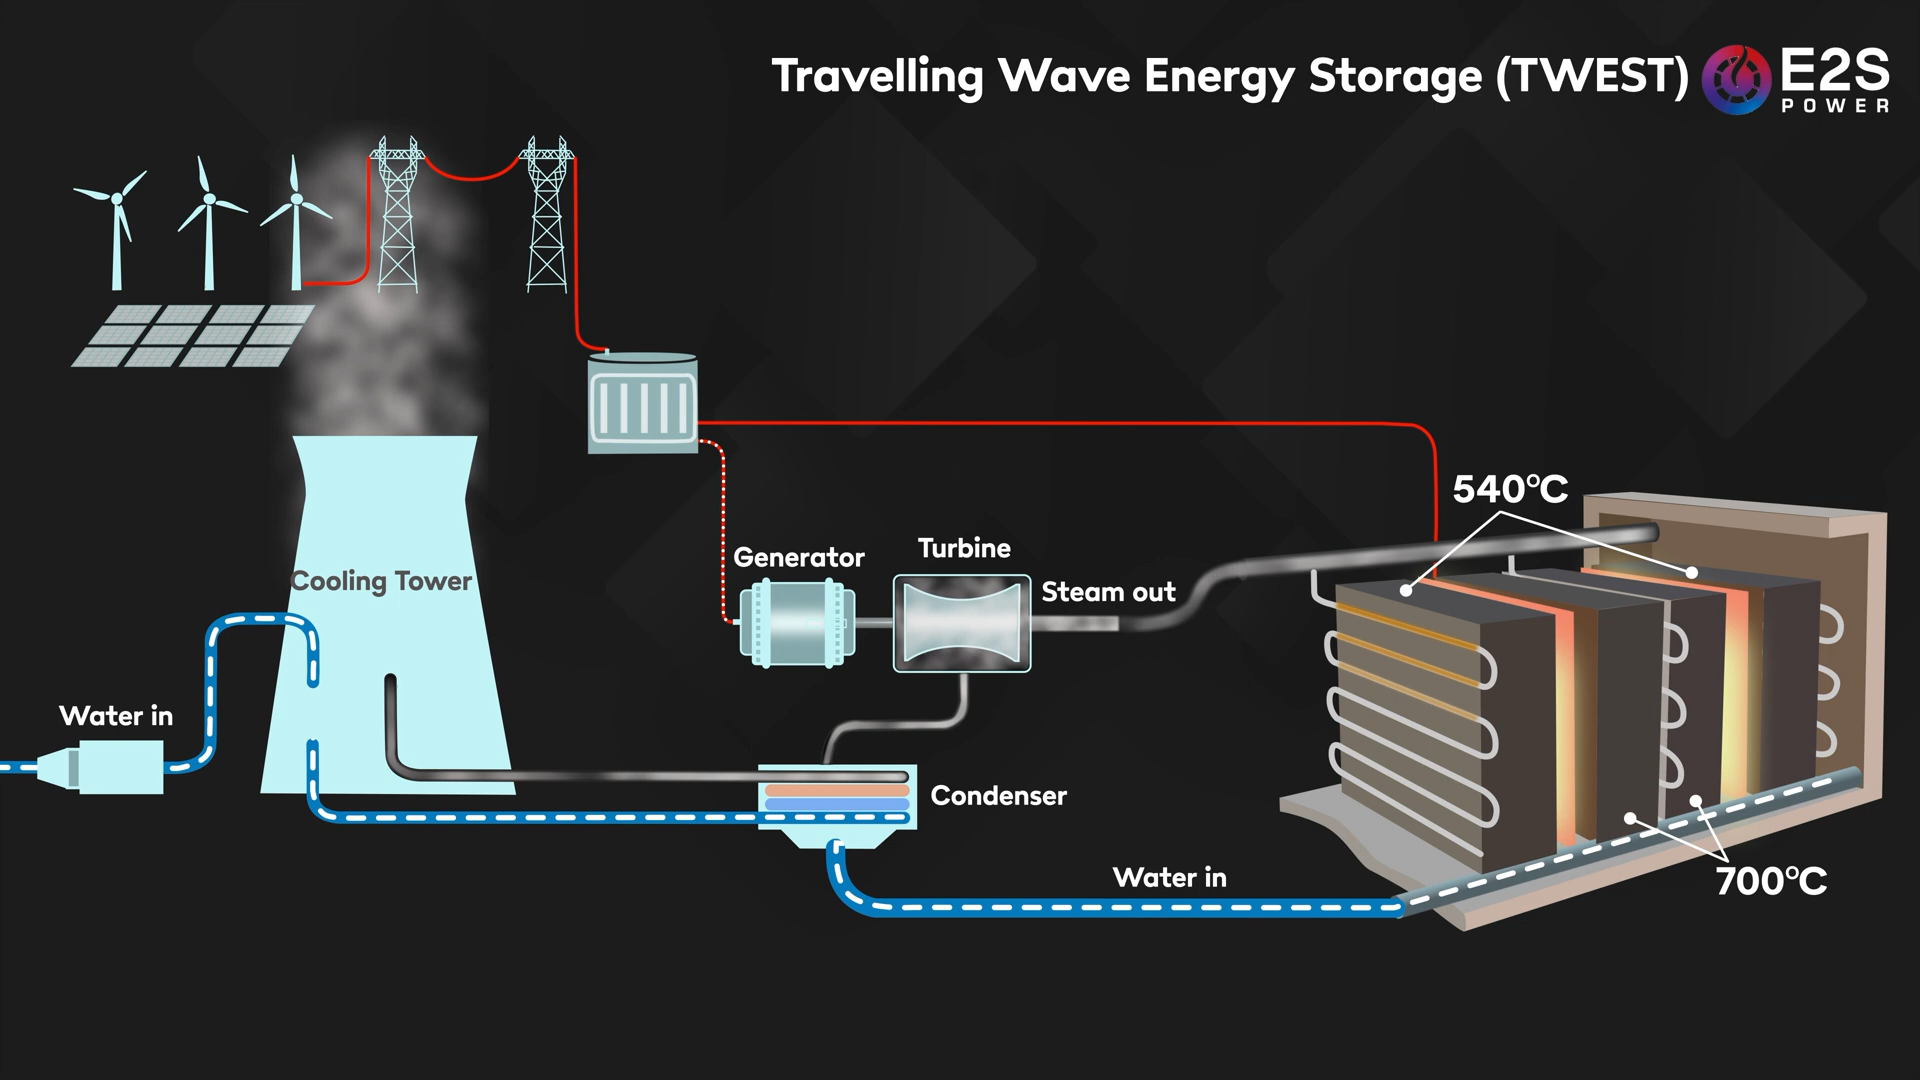 Travelling Wave Energy Storage (TWEST)
E2S
POWER
540°C
Generator
Turbine
Steam out
Cooling Tower
Water in
Condenser
Water in
700°C